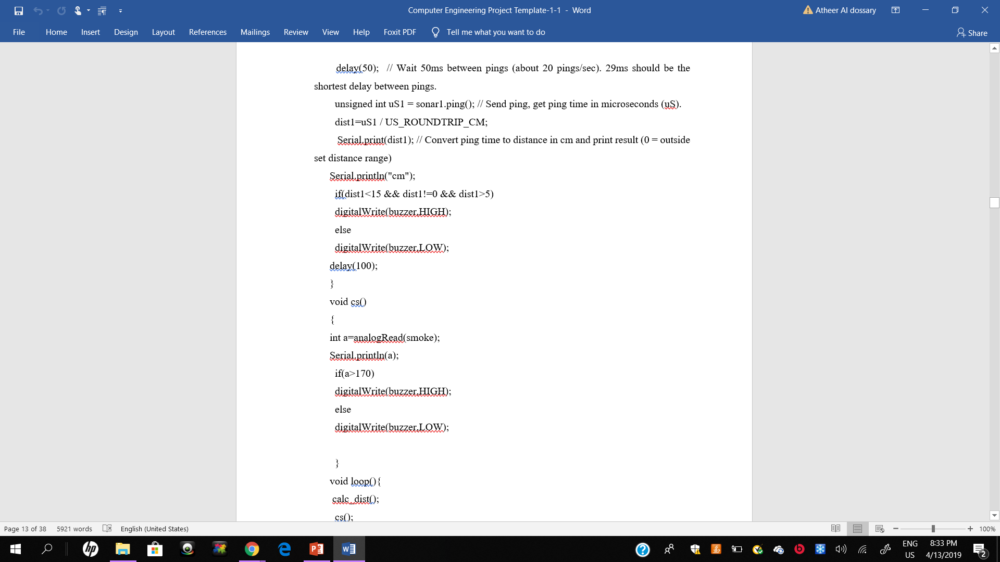 Computer Engineering Project Template-1-1 - Word
Atheer Al dossary
File Home Insert Design Layout References Mailings Review View Help Foxit PDF Tell me what you want to do
Share
delay(50); // Wait 50ms between pings (about 20 pings/sec). 29ms should be the
shortest delay between pings.
unsigned int uS1 = sonar1.ping(); // Send ping, get ping time in microseconds (uS).
dist1=uS1 / US_ROUNDTRIP_CM;
Serial.print(dist1); // Convert ping time to distance in cm and print result (0 = outside
set distance range)
Serial.println("cm");
if(dist1<15 && dist1!=0 && dist1>5)
digitalWrite(buzzer,HIGH);
else
digitalWrite(buzzer,LOW);
delay(100);
}
void cs()
{
int a=analogRead(smoke);
Serial.println(a);
if(a>170)
digitalWrite(buzzer,HIGH);
else
digitalWrite(buzzer,LOW);
}
void loop(){
calc_dist();
cs();
Page 13 of 38 5921 words English (United States)
100%
hp
ENG
US
8:33 PM
4/13/2019
2